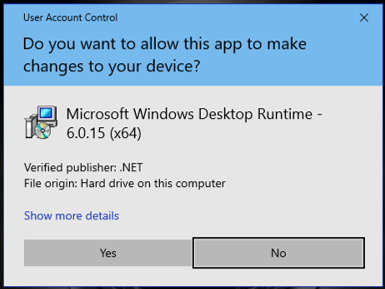 User Account Control
Do you want to allow this app to make
changes to your device?
Microsoft Windows Desktop Runtime -
6.0.15 (x64)
Verified publisher: .NET
File origin: Hard drive on this computer
Show more details
Yes
No